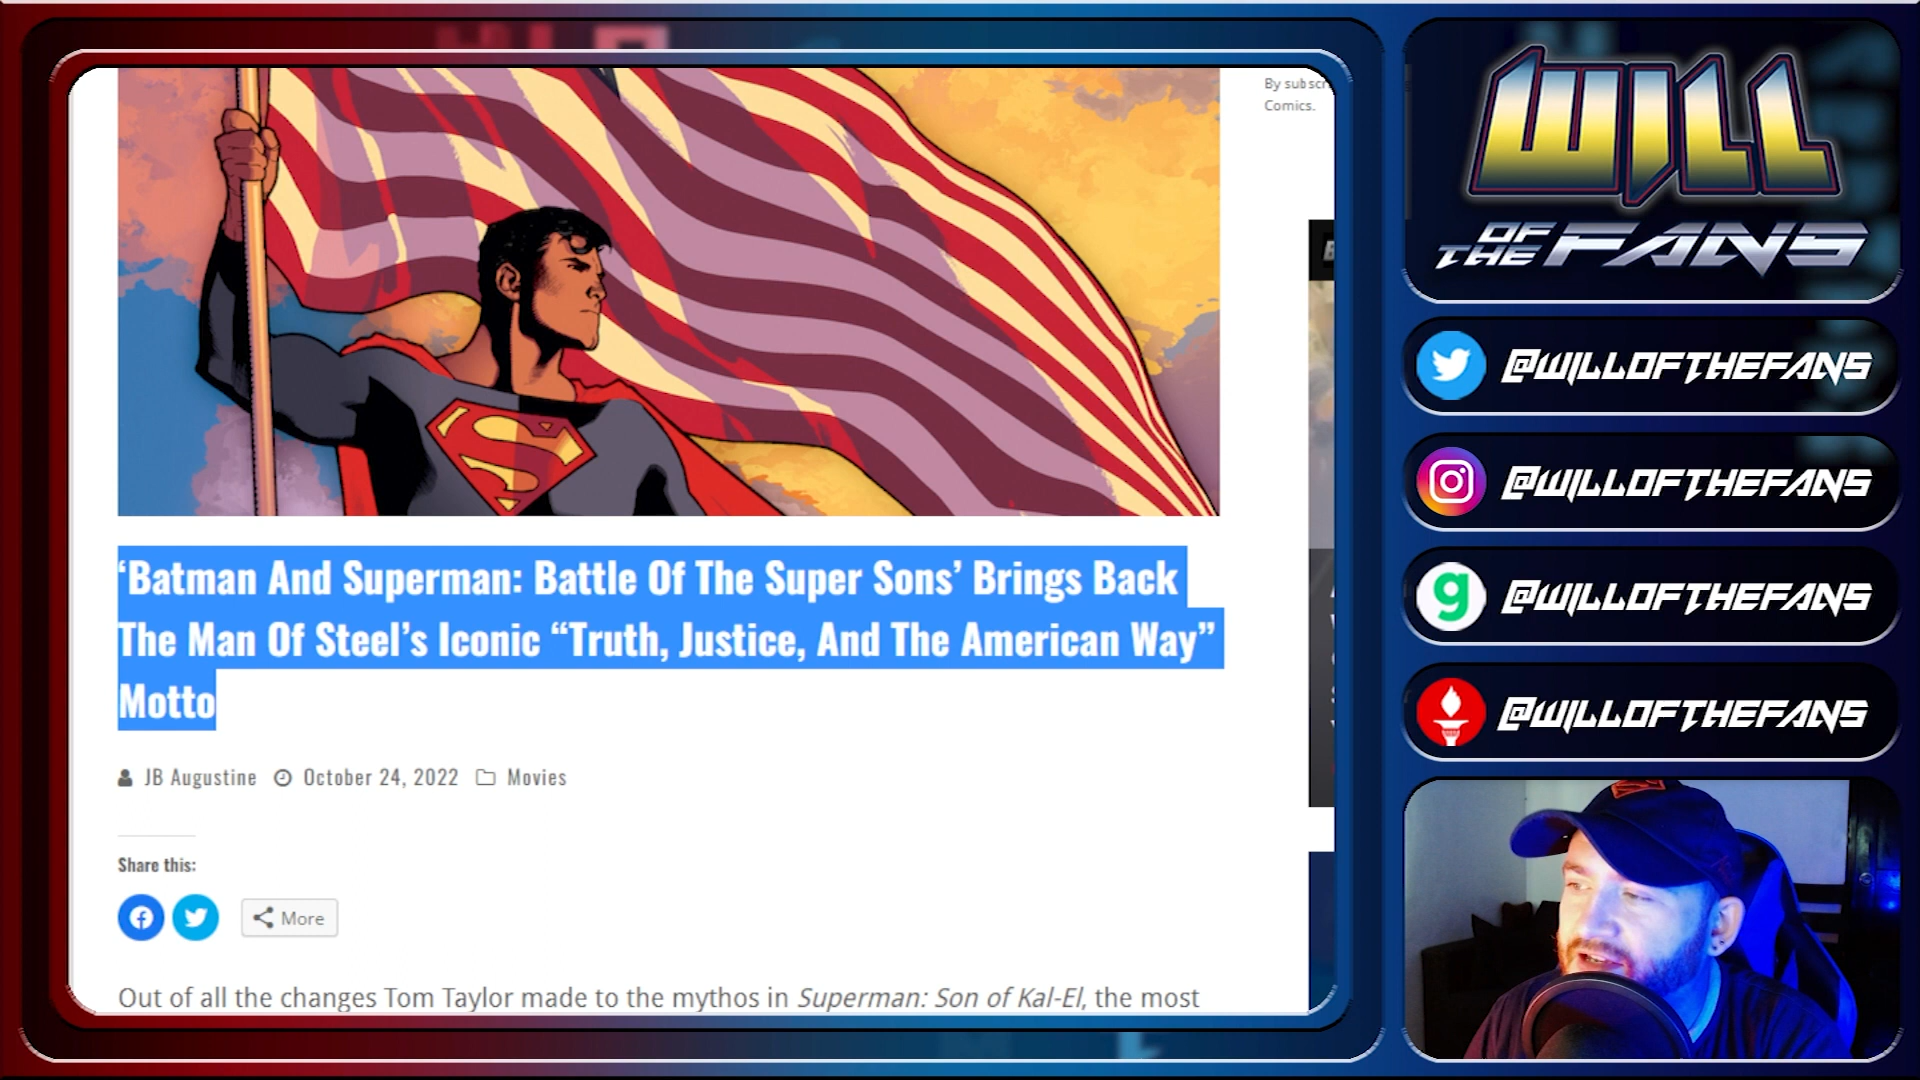 By subscr
Comics.
‘Batman And Superman: Battle Of The Super Sons’ Brings Back
The Man Of Steel’s Iconic “Truth, Justice, And The American Way”
Motto
JB Augustine October 24, 2022 Movies
Share this:
More
Out of all the changes Tom Taylor made to the mythos in Superman: Son of Kal-El, the most
WILL
OF THE FANS
@WILLOFTHEFANS
@WILLOFTHEFANS
@WILLOFTHEFANS
@WILLOFTHEFANS